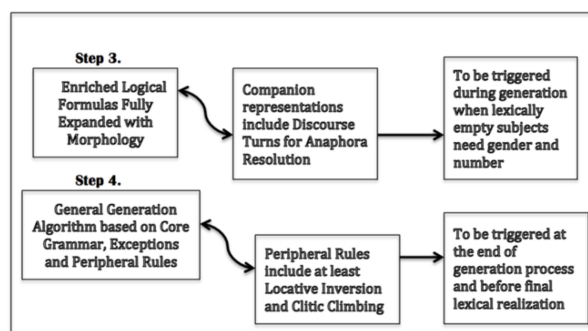 Step 3.
Enriched Logical
Formulas Fully
Expanded with
Morphology
Companion
representations
include Discourse
Turns for Anaphora
Resolution
To be triggered
during generation
when lexically
empty subjects
need gender and
number
Step 4.
General Generation
Algorithm based on Core
Grammar, Exceptions
and Peripheral Rules
Peripheral Rules
include at least
Locative Inversion
and Clitic Climbing
To be triggered at
the end of
generation process
and before final
lexical realization